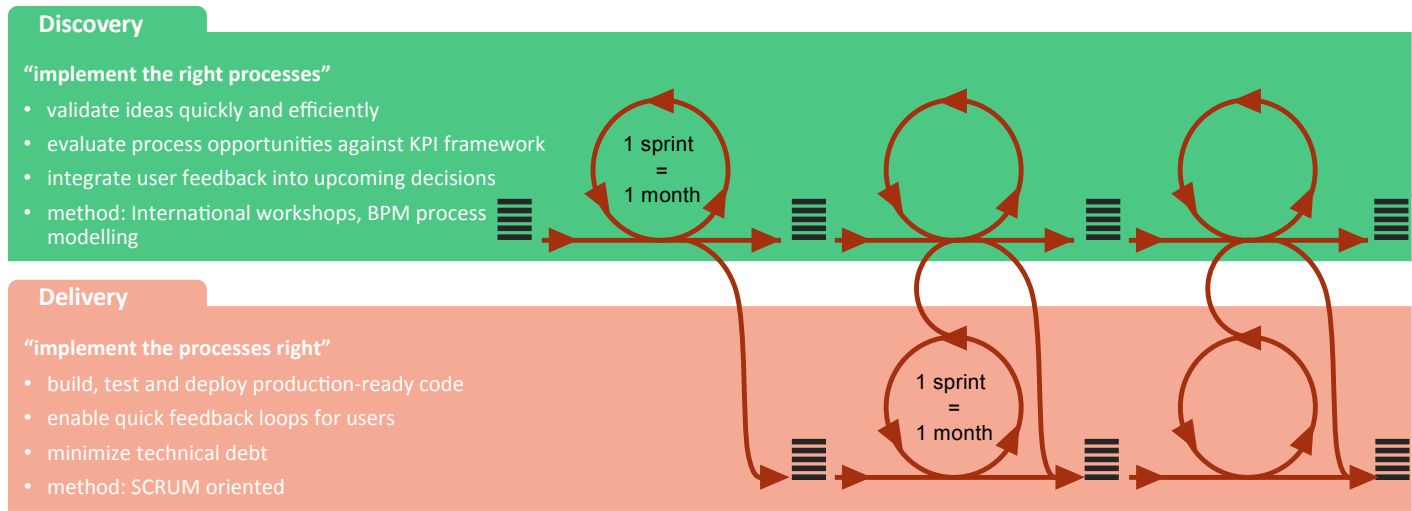 Discovery
“implement the right processes”
• validate ideas quickly and efficiently
• evaluate process opportunities against KPI framework
• integrate user feedback into upcoming decisions
• method: International workshops, BPM process
modelling
1 sprint
=
1 month
Delivery
“implement the processes right”
• build, test and deploy production-ready code
• enable quick feedback loops for users
• minimize technical debt
• method: SCRUM oriented
1 sprint
=
1 month